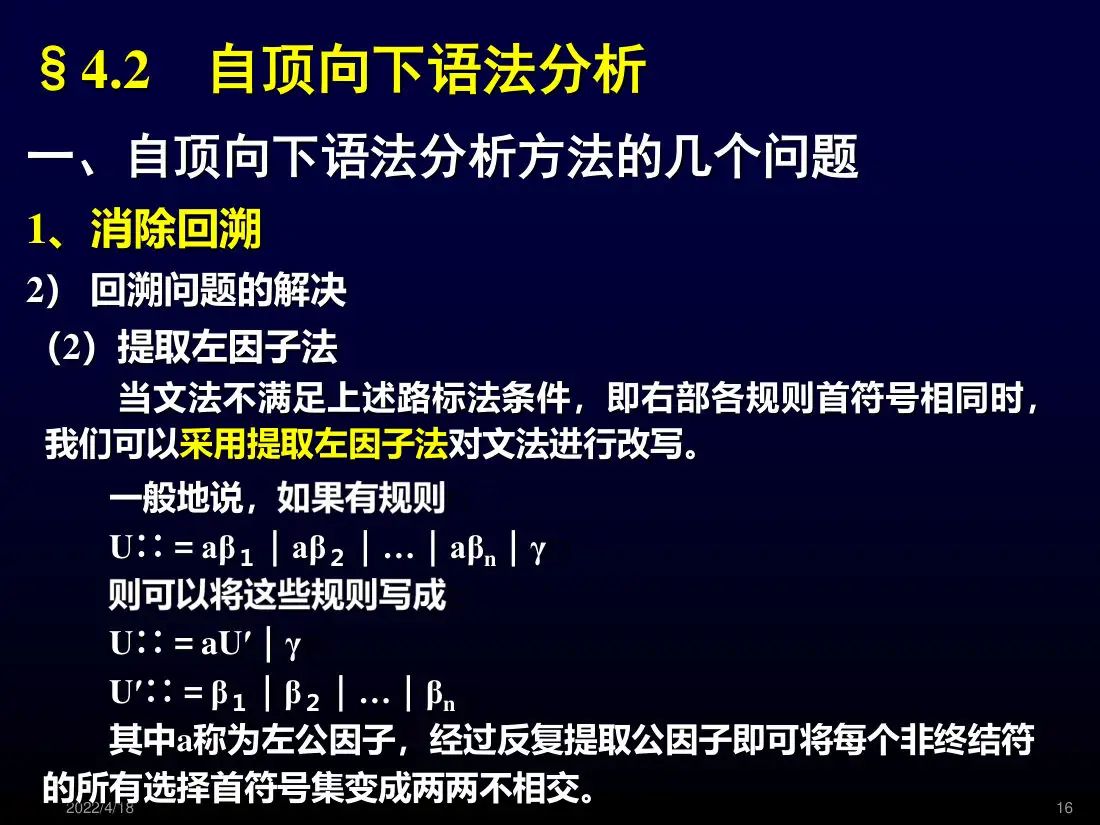 §4.2 自顶向下语法分析
一、自顶向下语法分析方法的几个问题
1、消除回溯
2） 回溯问题的解决
（2）提取左因子法
当文法不满足上述路标法条件，即右部各规则首符号相同时，
我们可以采用提取左因子法对文法进行改写。
一般地说，如果有规则
U∷＝aβ₁｜aβ₂｜…｜aβₙ｜γ
则可以将这些规则写成
U∷＝aU′｜γ
U′∷＝β₁｜β₂｜…｜βₙ
其中a称为左公因子，经过反复提取公因子即可将每个非终结符
的所有选择首符号集变成两两不相交。
2022/4/18
16